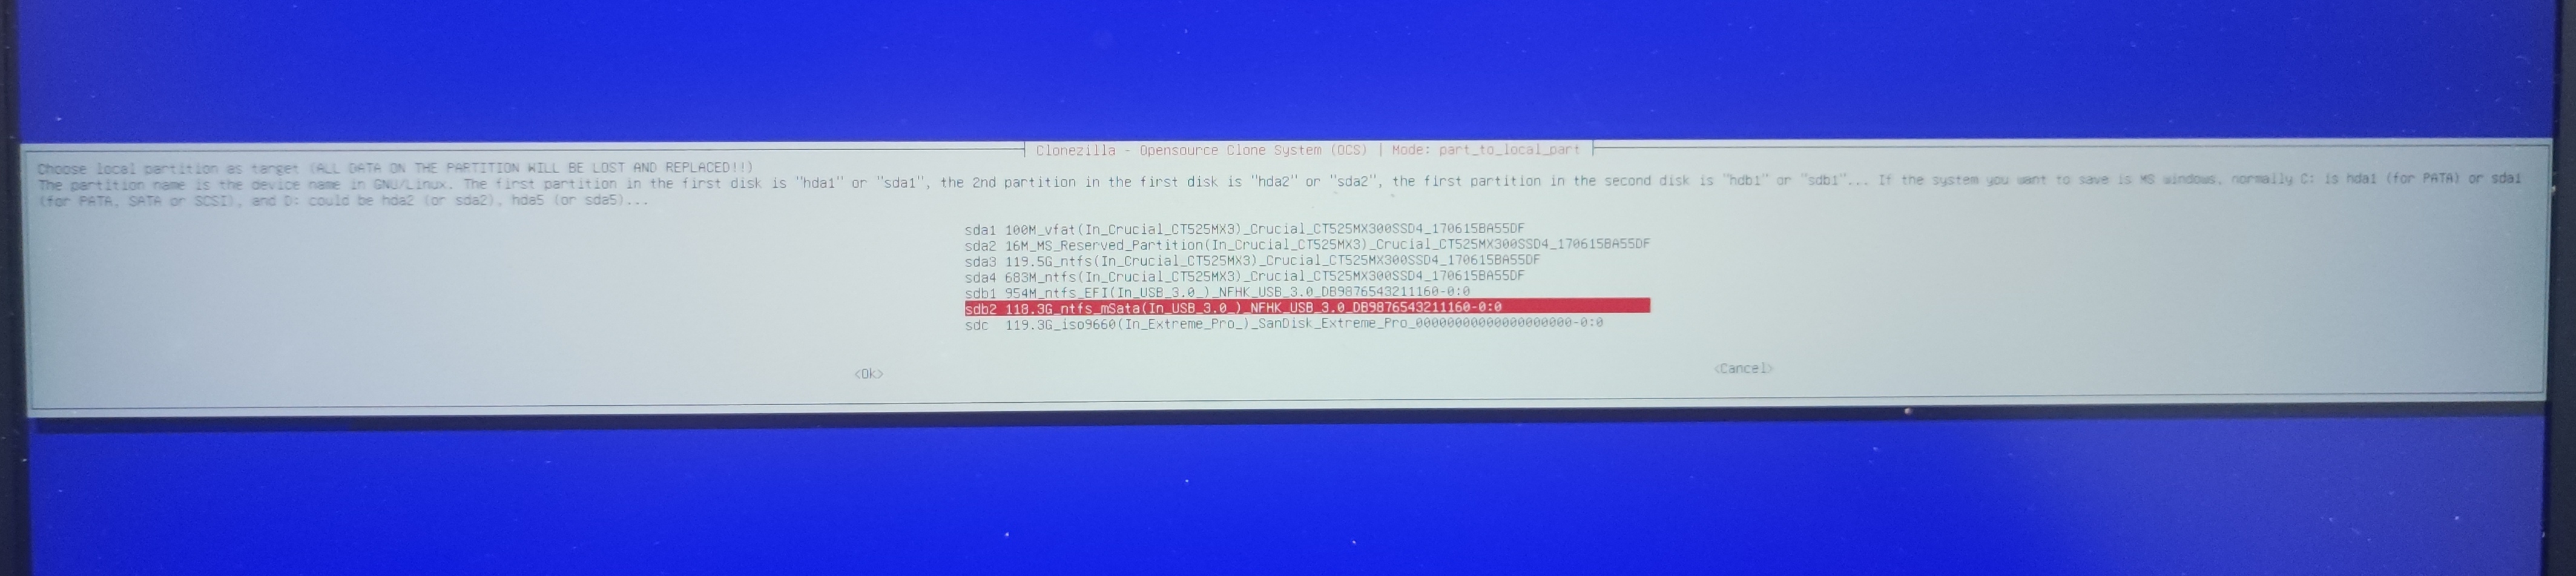 Clonezilla - Opensource Clone System (OCS) | Mode: part_to_local_part
Choose local partition as target (ALL DATA ON THE PARTITION WILL BE LOST AND REPLACED!!)
The partition name is the device name in GNU/Linux. The first partition in the first disk is "hda1" or "sda1", the 2nd partition in the first disk is "hda2" or "sda2", the first partition in the second disk is "hdb1" or "sdb1"... If the system you want to save is MS windows, normally C: is hda1 (for PATA) or sda1
(for PATA, SATA or SCSI), and D: could be hda2 (or sda2), hda5 (or sda5)...
sda1 100M_vfat(In_Crucial_CT525MX3)_Crucial_CT525MX300SSD4_170615BA55DF
sda2 16M_MS_Reserved_Partition(In_Crucial_CT525MX3)_Crucial_CT525MX300SSD4_170615BA55DF
sda3 119.5G_ntfs(In_Crucial_CT525MX3)_Crucial_CT525MX300SSD4_170615BA55DF
sda4 683M_ntfs(In_Crucial_CT525MX3)_Crucial_CT525MX300SSD4_170615BA55DF
sdb1 954M_ntfs_EFI(In_USB_3.0_)_NFHK_USB_3.0_DB9876543211160-0:0
sdb2 118.3G_ntfs_mSata(In_USB_3.0_)_NFHK_USB_3.0_DB9876543211160-0:0
sdc 119.3G_iso9660(In_Extreme_Pro_)_SanDisk_Extreme_Pro_00000000000000000000-0:0
<Ok> <Cancel>